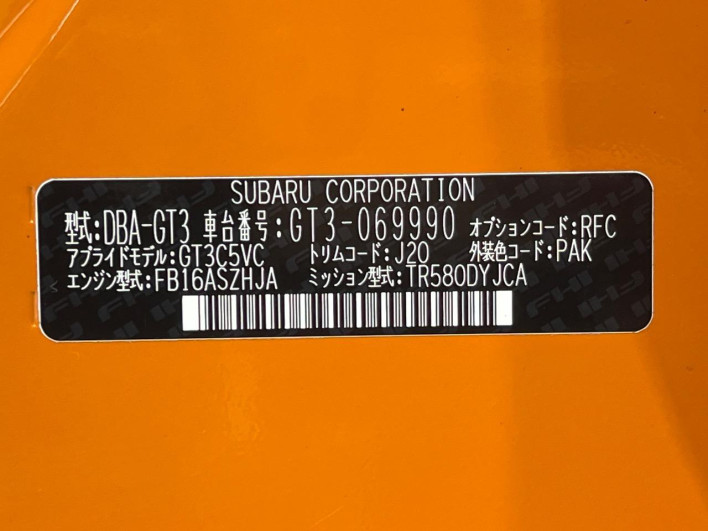 SUBARU CORPORATION
型式:DBA-GT3 車台番号:GT3-069990 オプションコード:RFC
アプライドモデル:GT3C5VC トリムコード:J20 外装色コード:PAK
エンジン型式:FB16ASZHJA ミッション型式:TR580DYJCA